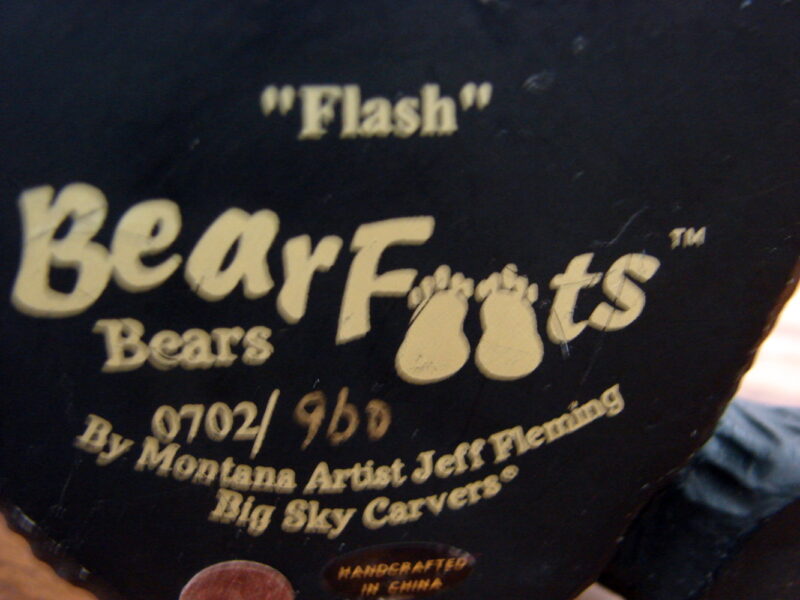 "Flash"
BearFoots™
Bears
0702/ 960
By Montana Artist Jeff Fleming
Big Sky Carvers®
HANDCRAFTED
IN CHINA